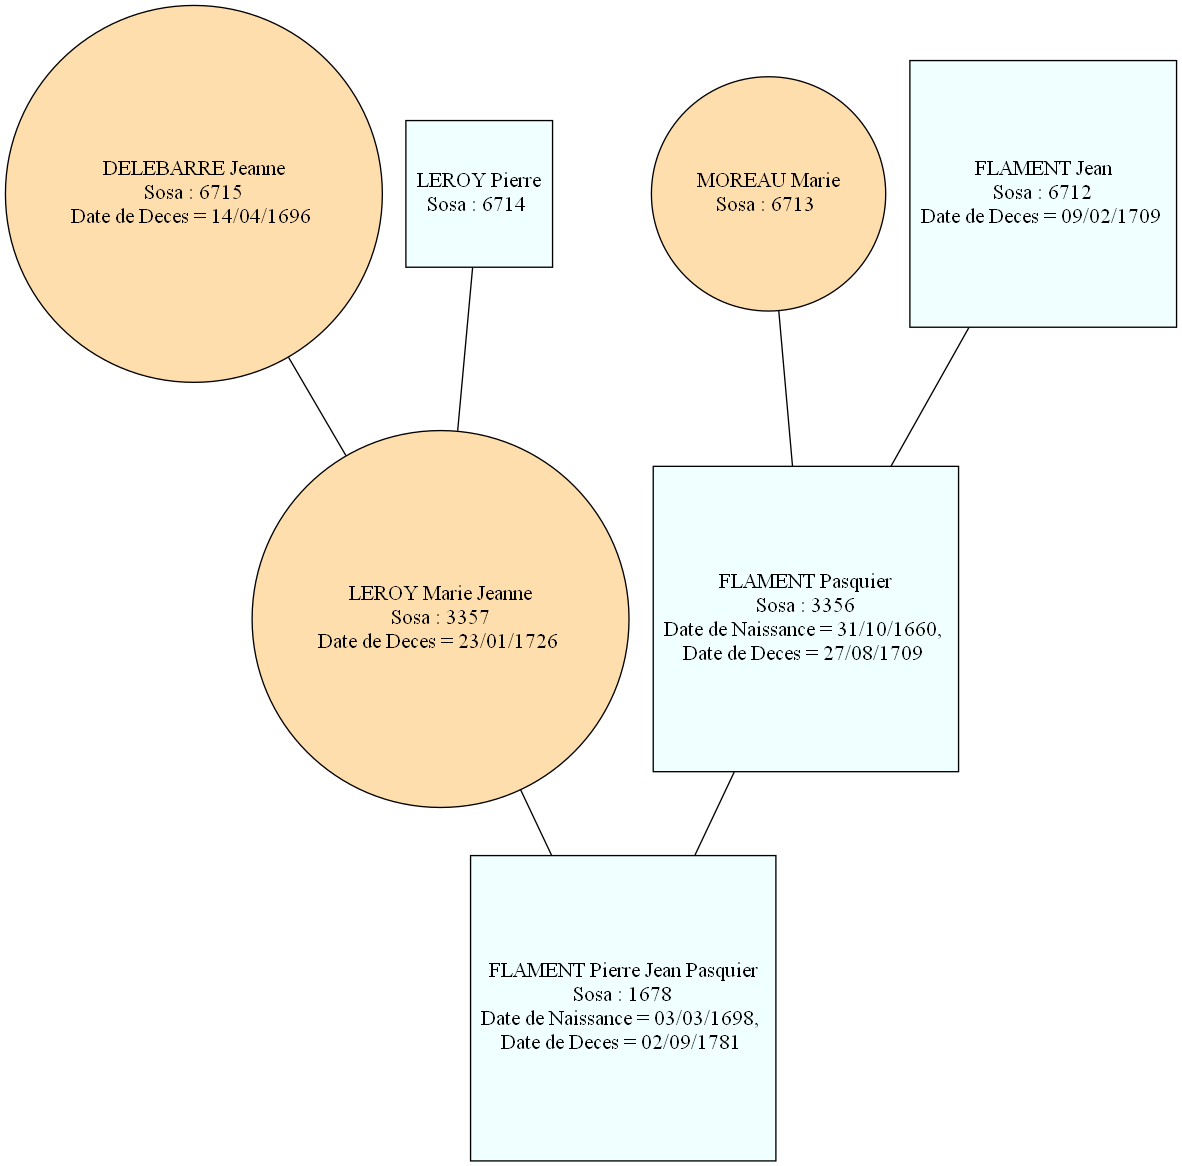 DELEBARRE Jeanne
Sosa : 6715
Date de Deces = 14/04/1696
LEROY Pierre
Sosa : 6714
MOREAU Marie
Sosa : 6713
FLAMENT Jean
Sosa : 6712
Date de Deces = 09/02/1709
LEROY Marie Jeanne
Sosa : 3357
Date de Deces = 23/01/1726
FLAMENT Pasquier
Sosa : 3356
Date de Naissance = 31/10/1660,
Date de Deces = 27/08/1709
FLAMENT Pierre Jean Pasquier
Sosa : 1678
Date de Naissance = 03/03/1698,
Date de Deces = 02/09/1781